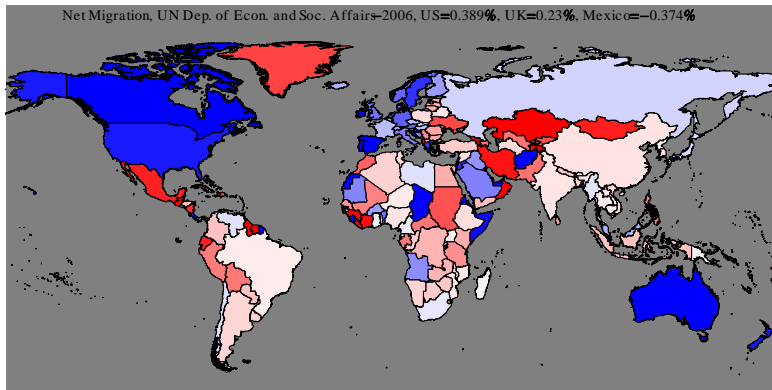 Net Migration, UN Dep. of Econ. and Soc. Affairs-2006, US=0.389%, UK=0.23%, Mexico=-0.374%